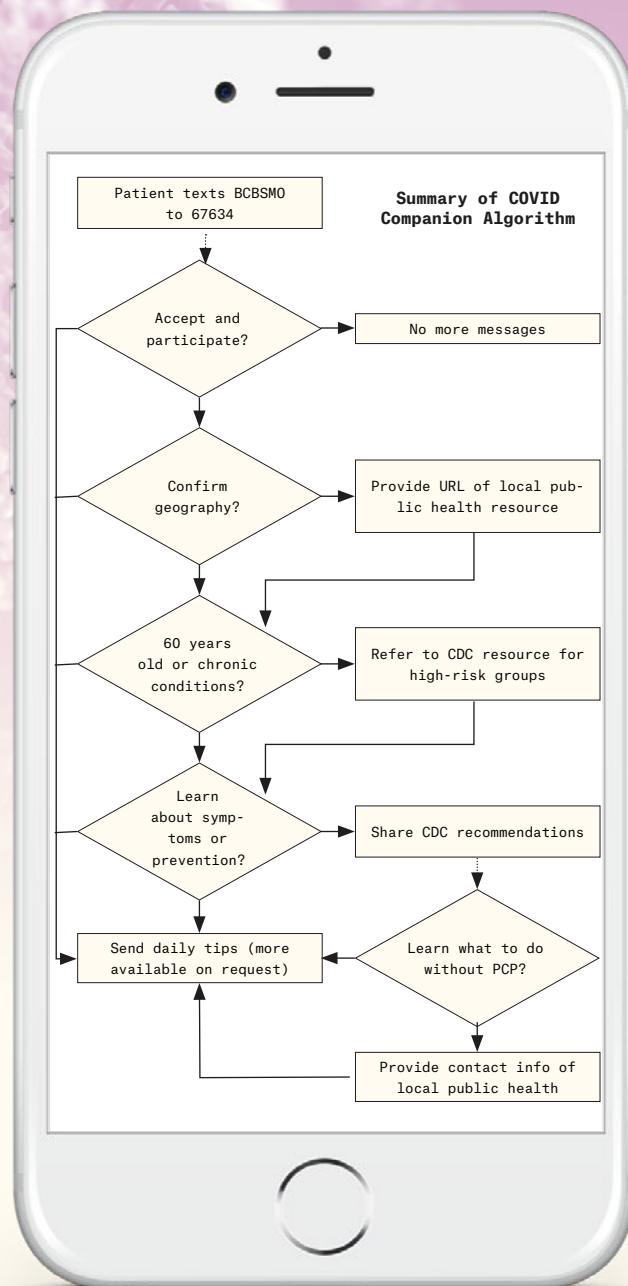 Patient texts BCBSMO
to 67634
Summary of COVID
Companion Algorithm
Accept and
participate?
No more messages
Confirm
geography?
Provide URL of local pub-
lic health resource
60 years
old or chronic
conditions?
Refer to CDC resource for
high-risk groups
Learn
about symp-
toms or
prevention?
Share CDC recommendations
Send daily tips (more
available on request)
Learn what to do
without PCP?
Provide contact info of
local public health